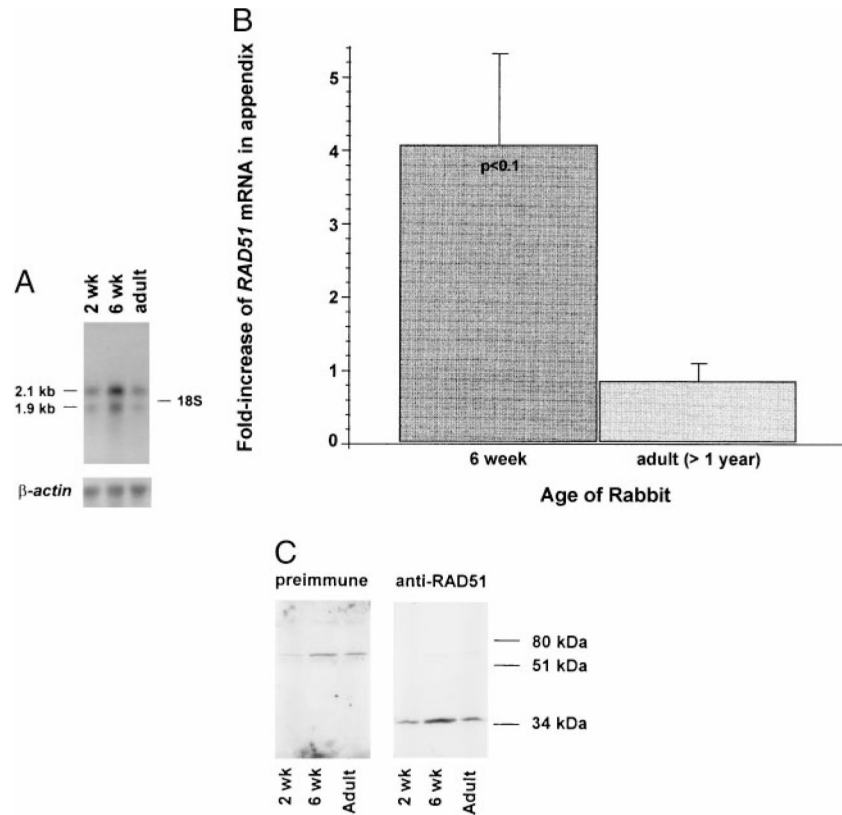 B
Fold-increase of RAD51 mRNA in appendix
5
4
3
2
1
0
p<0.1
6 week
adult (> 1 year)
Age of Rabbit
A
2 wk
6 wk
adult
2.1 kb
1.9 kb
18S
β-actin
C
preimmune
anti-RAD51
80 kDa
51 kDa
34 kDa
2 wk
6 wk
Adult
2 wk
6 wk
Adult